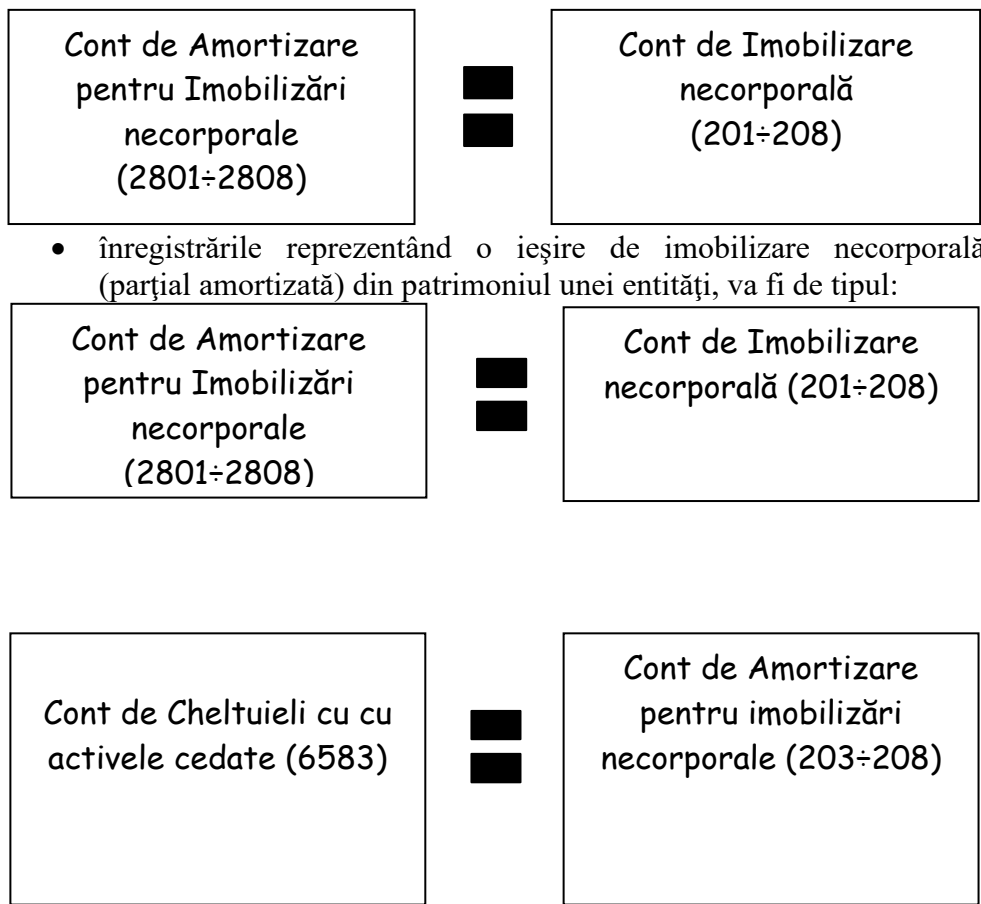 Cont de Amortizare
pentru Imobilizări
necorporale
(2801÷2808)
Cont de Imobilizare
necorporală
(201÷208)
• înregistrările reprezentând o ieşire de imobilizare necorporală
(parţial amortizată) din patrimoniul unei entităţi, va fi de tipul:
Cont de Amortizare
pentru Imobilizări
necorporale
(2801÷2808)
Cont de Imobilizare
necorporală (201÷208)
Cont de Cheltuieli cu cu
activele cedate (6583)
Cont de Amortizare
pentru imobilizări
necorporale (203÷208)